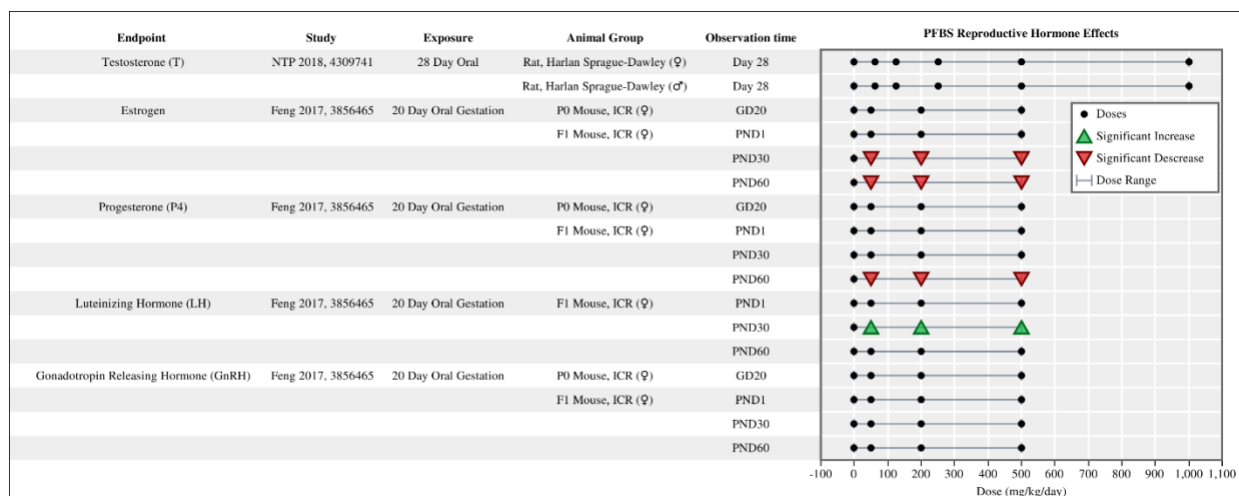 PFBS Reproductive Hormone Effects
Endpoint Study Exposure Animal Group Observation time
Testosterone (T) NTP 2018, 4309741 28 Day Oral Rat, Harlan Sprague-Dawley (♀) Day 28
Rat, Harlan Sprague-Dawley (♂) Day 28
Estrogen Feng 2017, 3856465 20 Day Oral Gestation P0 Mouse, ICR (♀) GD20
F1 Mouse, ICR (♀) PND1
PND30
PND60
Progesterone (P4) Feng 2017, 3856465 20 Day Oral Gestation P0 Mouse, ICR (♀) GD20
F1 Mouse, ICR (♀) PND1
PND30
PND60
Luteinizing Hormone (LH) Feng 2017, 3856465 20 Day Oral Gestation F1 Mouse, ICR (♀) PND1
PND30
PND60
Gonadotropin Releasing Hormone (GnRH) Feng 2017, 3856465 20 Day Oral Gestation P0 Mouse, ICR (♀) GD20
F1 Mouse, ICR (♀) PND1
PND30
PND60
Doses
Significant Increase
Significant Descrease
Dose Range
-100 0 100 200 300 400 500 600 700 800 900 1,000 1,100
Dose (mg/kg/day)